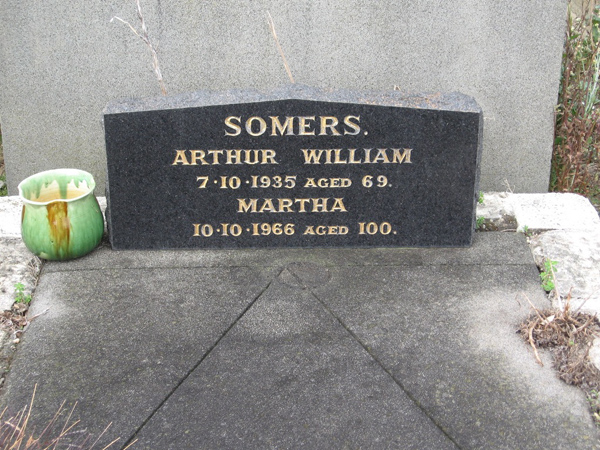 SOMERS.
ARTHUR WILLIAM
7·10·1935 AGED 69.
MARTHA
10·10·1966 AGED 100.